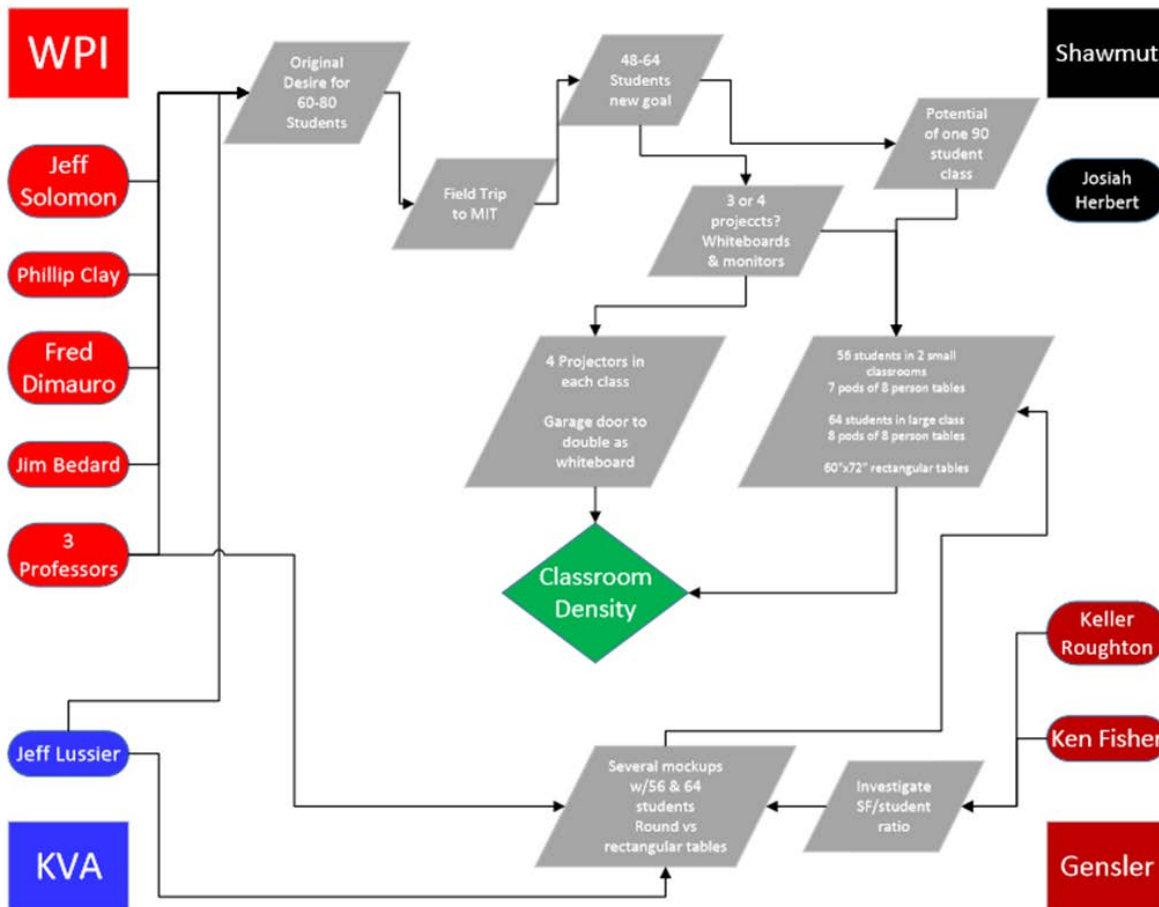 WPI
Jeff
Solomon
Phillip Clay
Fred
Dimauro
Jim Bedard
3
Professors
Jeff Lussier
KVA
Original
Desire for
60-80
Students
Field Trip
to MIT
48-64
Students
new goal
3 or 4
projeccts?
Whiteboards
& monitors
Potential
of one 90
student
class
4 Projectors in
each class
Garage door to
double as
whiteboard
56 students in 2 small
classrooms
7 pods of 8 person tables
64 students in large class
8 pods of 8 person tables
60"x72" rectangular tables
Classroom
Density
Several mockups
w/56 & 64
students
Round vs
rectangular tables
Investigate
SF/student
ratio
Shawmut
Josiah
Herbert
Keller
Roughton
Ken Fisher
Gensler